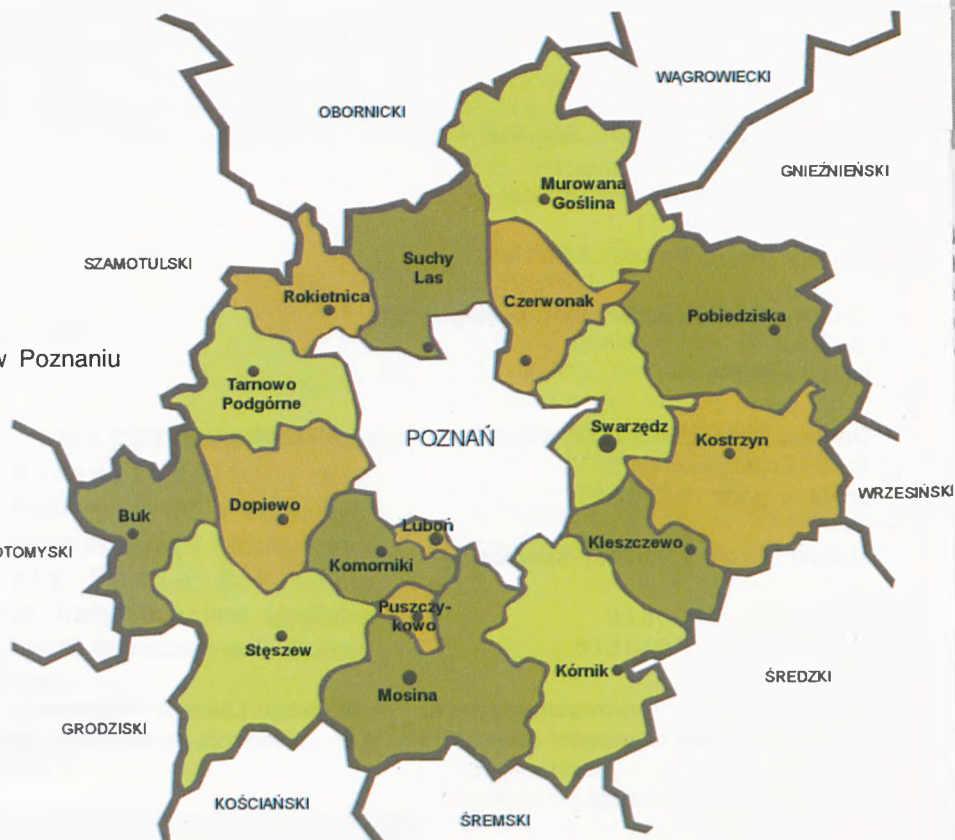 WĄGROWIECKI
OBORNICKI
GNIEŹNIEŃSKI
Murowana
Goślina
SZAMOTULSKI
Suchy
Las
Rokietnica
Czerwonak
Pobiedziska
w Poznaniu
Tarnowo
Podgórne
POZNAŃ
Swarzędz
Kostrzyn
WRZESIŃSKI
Buk
Dopiewo
Luboń
Komorniki
Kleszczewo
OTOMYSKI
Puszczy-
kowo
Stęszew
Mosina
Kórnik
ŚREDZKI
GRODZISKI
KOŚCIAŃSKI
ŚREMSKI